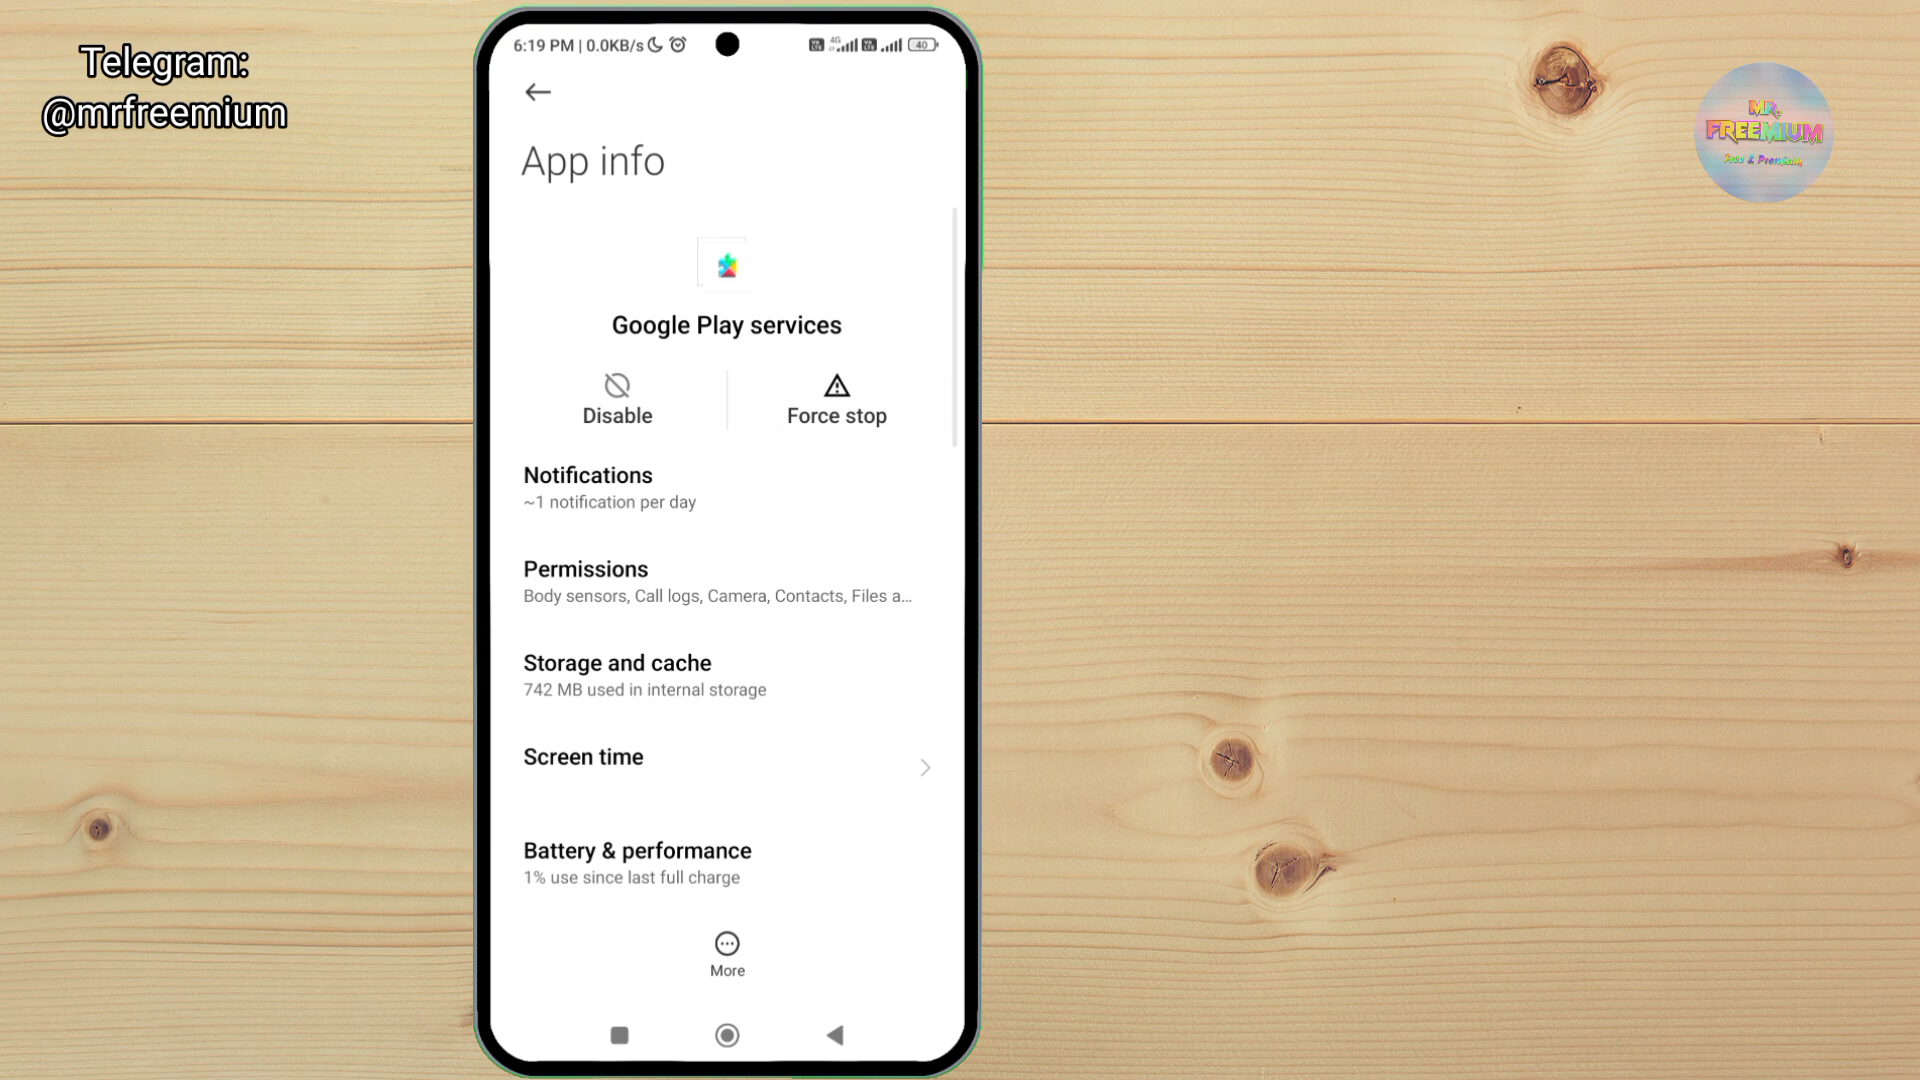 Telegram:
@mrfreemium
6:19 PM | 0.0KB/s
4G
40
App info
Google Play services
Disable
Force stop
Notifications
~1 notification per day
Permissions
Body sensors, Call logs, Camera, Contacts, Files a...
Storage and cache
742 MB used in internal storage
Screen time
Battery & performance
1% use since last full charge
More
MR.
FREEMIUM